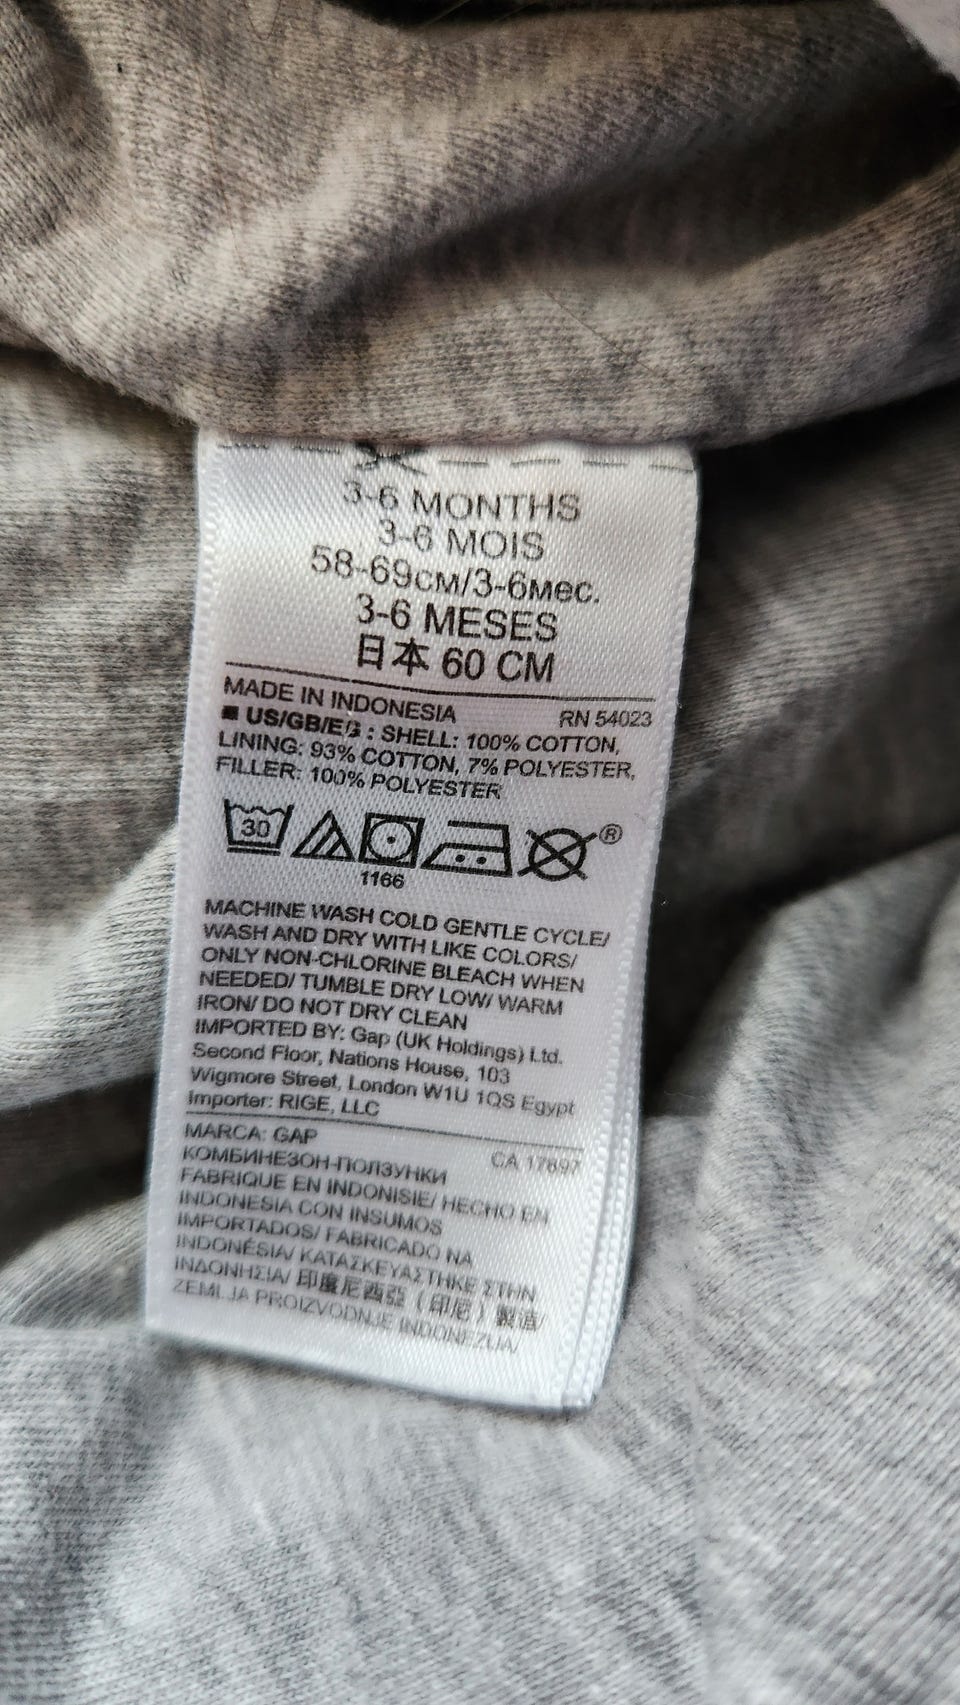 3-6 MONTHS
3-6 MOIS
58-69см/3-6мес.
3-6 MESES
日本 60 CM
MADE IN INDONESIA RN 54023
■ US/GB/EG : SHELL: 100% COTTON,
LINING: 93% COTTON, 7% POLYESTER,
FILLER: 100% POLYESTER
30 ®
1166
MACHINE WASH COLD GENTLE CYCLE/
WASH AND DRY WITH LIKE COLORS/
ONLY NON-CHLORINE BLEACH WHEN
NEEDED/ TUMBLE DRY LOW/ WARM
IRON/ DO NOT DRY CLEAN
IMPORTED BY: Gap (UK Holdings) Ltd.
Second Floor, Nations House, 103
Wigmore Street, London W1U 1QS Egypt
Importer: RIGE, LLC
MARCA: GAP CA 17897
КОМБИНЕЗОН-ПОЛЗУНКИ
FABRIQUE EN INDONISIE/ HECHO EN
INDONESIA CON INSUMOS
IMPORTADOS/ FABRICADO NA
INDONÉSIA/ ΚΑΤΑΣΚΕΥΑΣΤΗΚΕ ΣΤΗΝ
ΙΝΔΟΝΗΣΙΑ/ 印度尼西亞（印尼）製造/
ZEMLJA PROIZVODNJE INDONEZIJA/